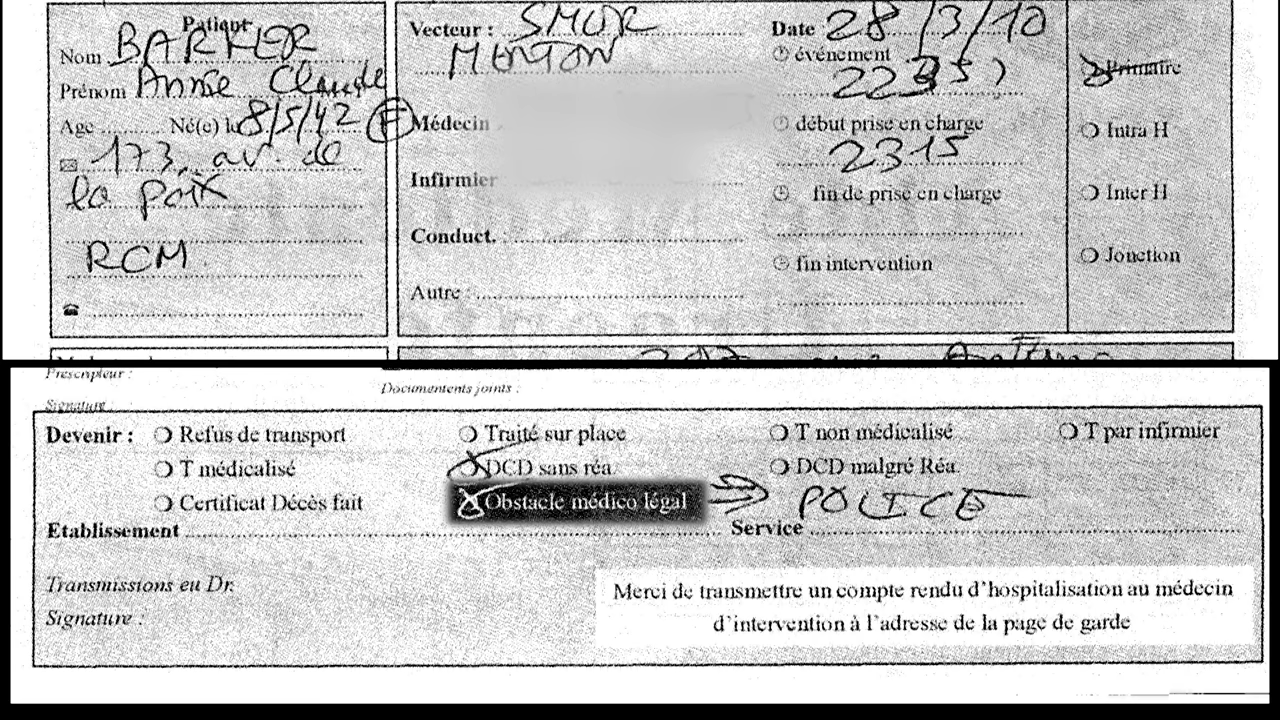 Patient
Nom BARNER
Prénom Annie Claude
Age Né(e) le 8/5/42 F
173, av. de
la paix
RCM
Vecteur : SMUR
MENTON
Médecin
Infirmier
Conduct. :
Autre :
Date 28/3/10
événement
début prise en charge
2315
fin de prise en charge
fin intervention
Primaire
Intra H
Inter H
Jonction
Prescripteur :
Signature :
Documentents joints :
Devenir : Refus de transport Traité sur place T non médicalisé T par infirmier
T médicalisé DCD sans réa DCD malgré Réa.
Certificat Décès fait Obstacle médico légal POLICE
Etablissement Service
Transmissions eu Dr.
Signature :
Merci de transmettre un compte rendu d'hospitalisation au médecin
d'intervention à l'adresse de la page de garde